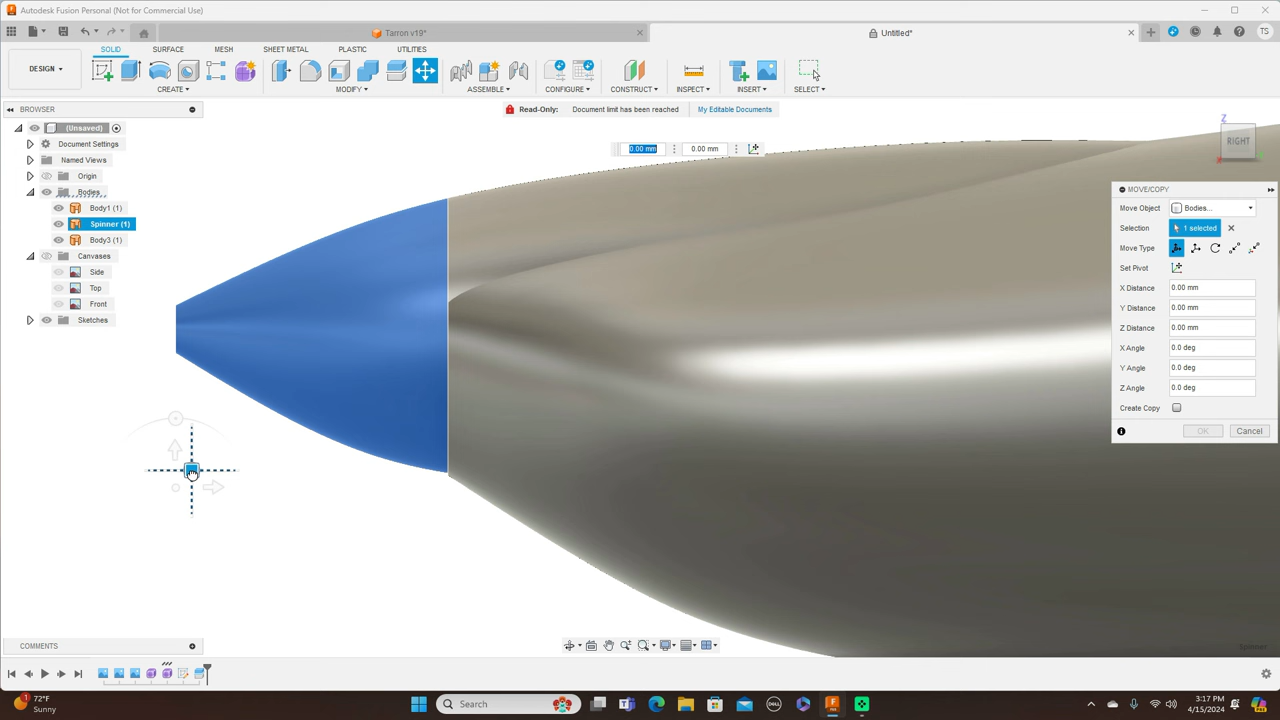 Autodesk Fusion Personal (Not for Commercial Use)
Tarron v19*
Untitled*
TS
DESIGN
SOLID SURFACE MESH SHEET METAL PLASTIC UTILITIES
CREATE MODIFY ASSEMBLE CONFIGURE CONSTRUCT INSPECT INSERT SELECT
BROWSER
Read-Only: Document limit has been reached My Editable Documents
(Unsaved)
Document Settings
Named Views
Origin
Bodies
Body1 (1)
Spinner (1)
Body3 (1)
Canvases
Side
Top
Front
Sketches
0.00 mm 0.00 mm
Z
RIGHT
MOVE/COPY
Move Object Bodies...
Selection 1 selected
Move Type
Set Pivot
X Distance 0.00 mm
Y Distance 0.00 mm
Z Distance 0.00 mm
X Angle 0.0 deg
Y Angle 0.0 deg
Z Angle 0.0 deg
Create Copy
OK Cancel
Spinner
COMMENTS
1
72°F
Sunny
Search
DELL
3:17 PM
4/15/2024